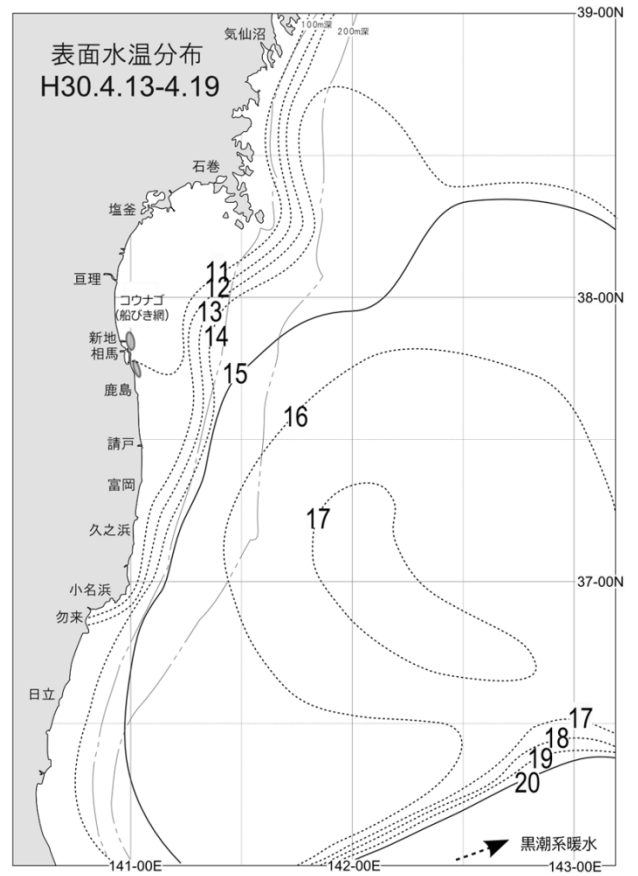 39-00N
100m深
200m深
気仙沼
表面水温分布
H30.4.13-4.19
石巻
塩釜
11
亘理
12
38-00N
コウナゴ
(船びき網)
13
新地
14
相馬
15
鹿島
16
請戸
富岡
17
久之浜
小名浜
37-00N
勿来
日立
17
18
19
20
黒潮系暖水
141-00E
142-00E
143-00E